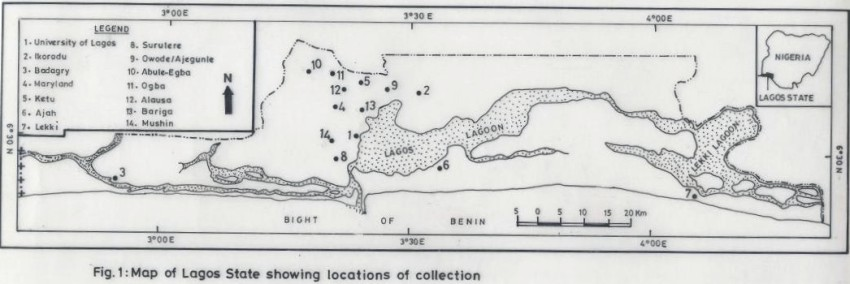 3°00E 3°30E 4°00E
LEGEND
1- University of Lagos
2- Ikorodu
3- Badagry
4- Maryland
5- Ketu
6- Ajah
7- Lekki
8. Surulere
9- Owode/Ajegunle
10- Abule-Egba
11. Ogba
12- Alausa
13- Bariga
14. Mushin
N
NIGERIA
LAGOS STATE
10 11 5 9 2
12
4 13
14 1
8 6
3
7
LAGOS LAGOON
LEKKI LAGOON
6°30N 6°30N
BIGHT OF BENIN
5 0 5 10 15 20 Km
3°00E 3°30E 4°00E
Fig.1: Map of Lagos State showing locations of collection